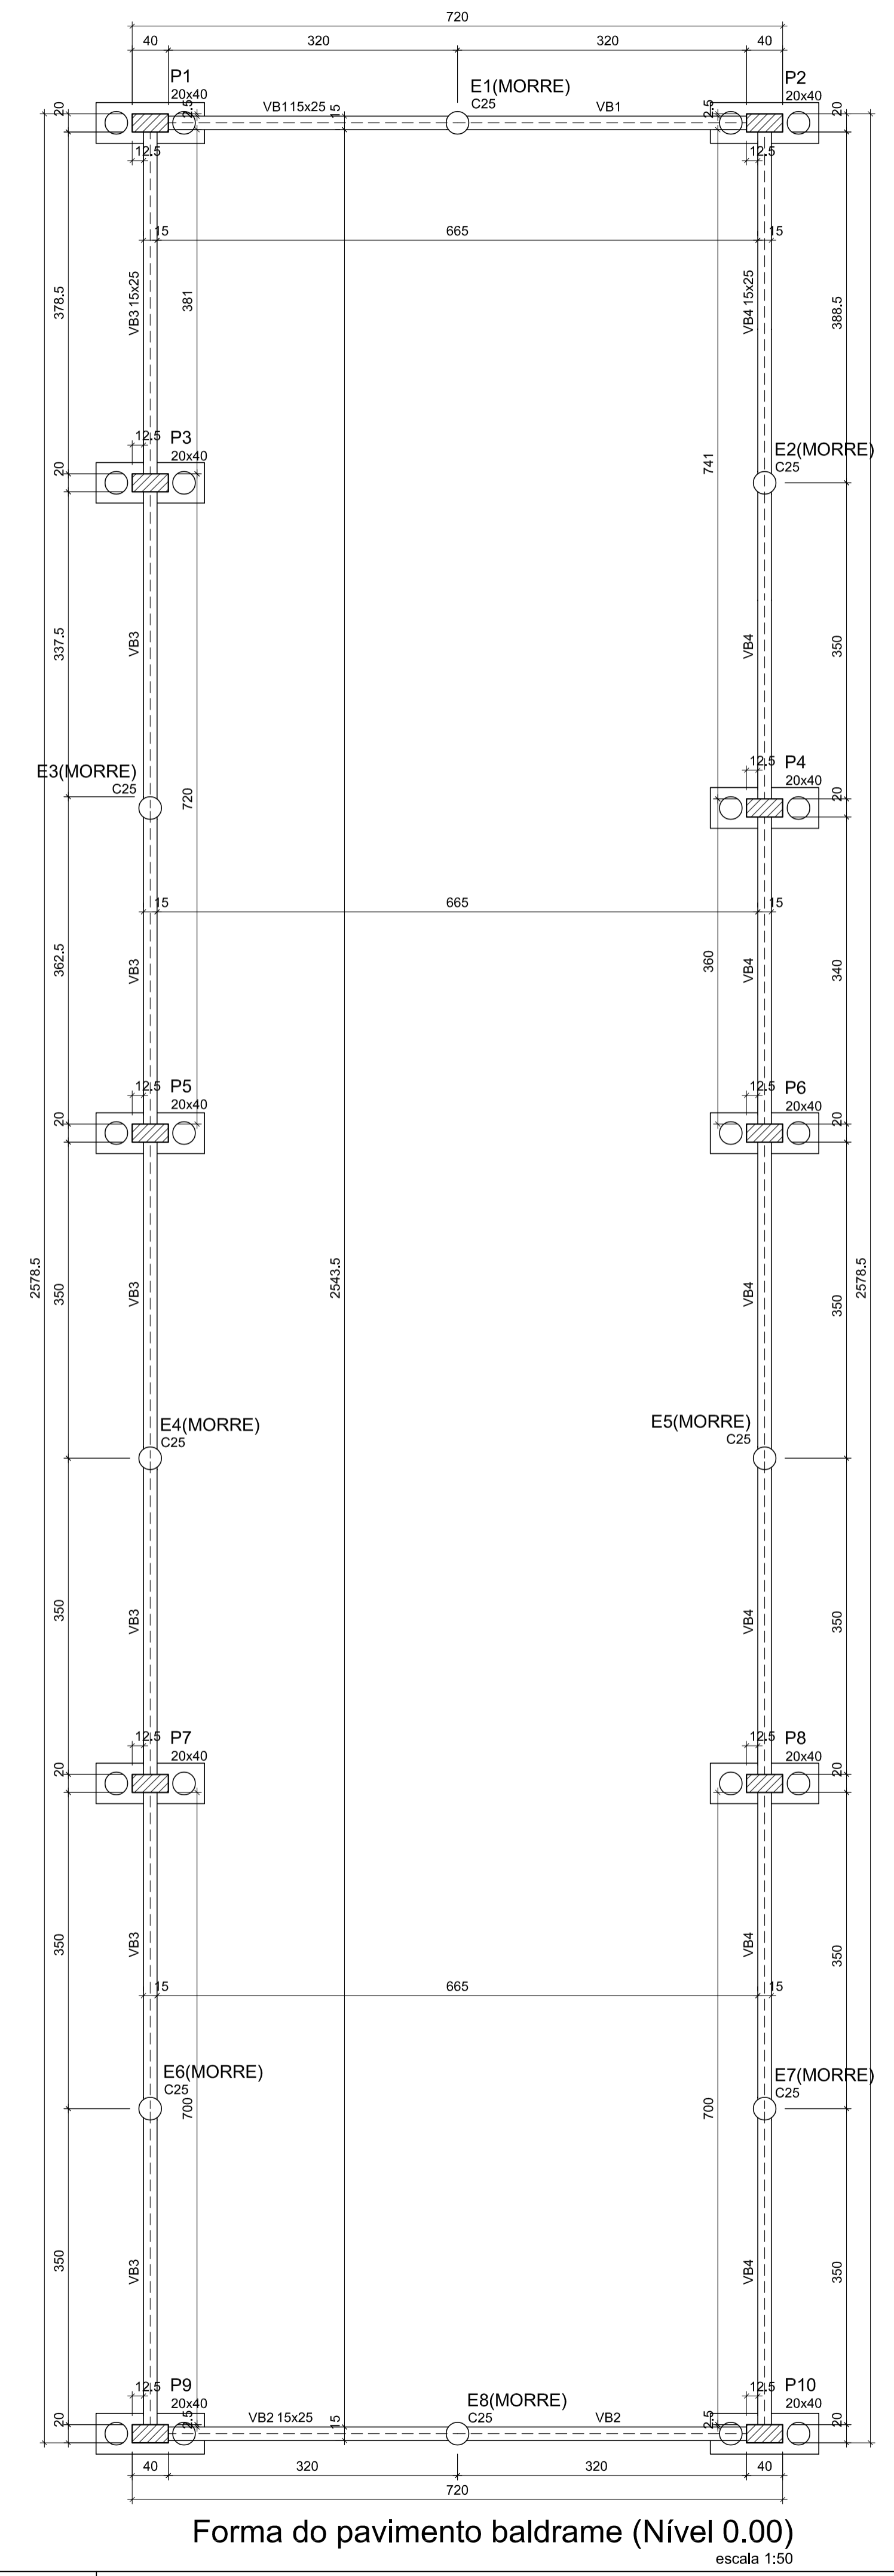 720
40
320
320
40
P1
20x40
E1(MORRE)
C25
P2
20x40
20
2.5
VB115x25
15
VB1
2.5
20
12.5
12.5
15
665
15
378.5
VB3 15x25
381
VB4 15x25
388.5
12.5
P3
20x40
20
741
E2(MORRE)
C25
337.5
VB3
VB4
350
E3(MORRE)
C25
720
12.5
P4
20x40
20
15
665
15
362.5
VB3
360
VB4
340
12.5
P5
20x40
20
12.5
P6
20x40
20
2578.5
350
VB3
2543.5
VB4
350
2578.5
E4(MORRE)
C25
E5(MORRE)
C25
350
VB3
VB4
350
12.5
P7
20x40
20
12.5
P8
20x40
20
350
VB3
VB4
350
15
665
15
E6(MORRE)
C25
700
700
E7(MORRE)
C25
350
VB3
VB4
350
12.5
P9
20x40
20
2.5
VB2 15x25
15
E8(MORRE)
C25
VB2
2.5
12.5
P10
20x40
20
40
320
320
40
720
Forma do pavimento baldrame (Nível 0.00)
escala 1:50